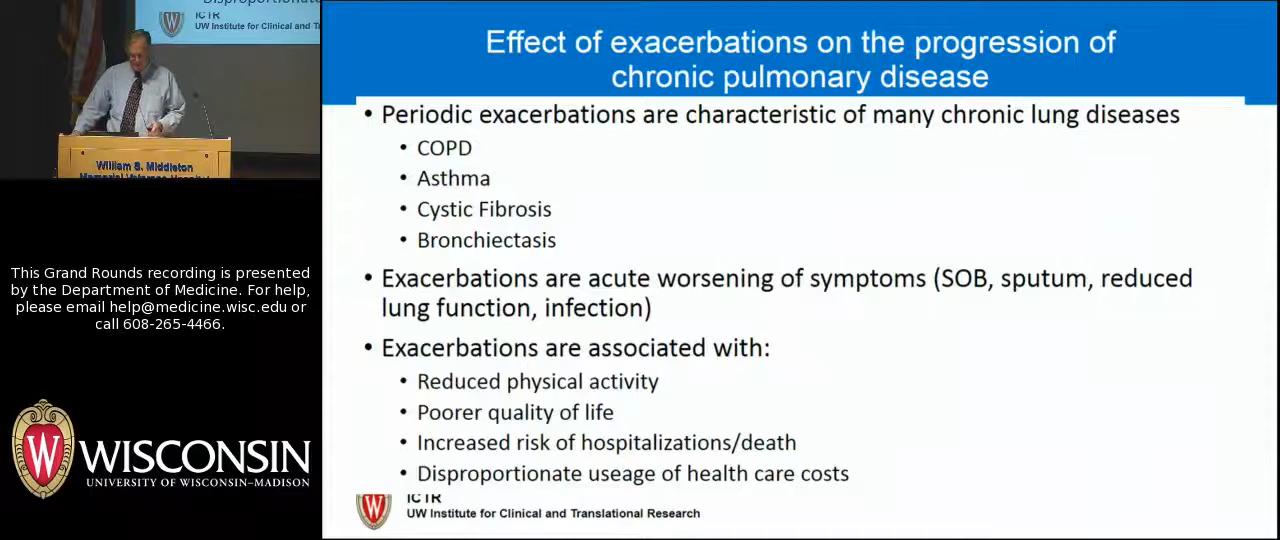 Disproportionate
ICTR
UW Institute for Clinical and Tr
William S. Middleton
Memorial Veterans Hospital
This Grand Rounds recording is presented
by the Department of Medicine. For help,
please email help@medicine.wisc.edu or
call 608-265-4466.
W
WISCONSIN
UNIVERSITY OF WISCONSIN–MADISON
Effect of exacerbations on the progression of
chronic pulmonary disease
• Periodic exacerbations are characteristic of many chronic lung diseases
• COPD
• Asthma
• Cystic Fibrosis
• Bronchiectasis
• Exacerbations are acute worsening of symptoms (SOB, sputum, reduced
lung function, infection)
• Exacerbations are associated with:
• Reduced physical activity
• Poorer quality of life
• Increased risk of hospitalizations/death
• Disproportionate useage of health care costs
W
ICTR
UW Institute for Clinical and Translational Research